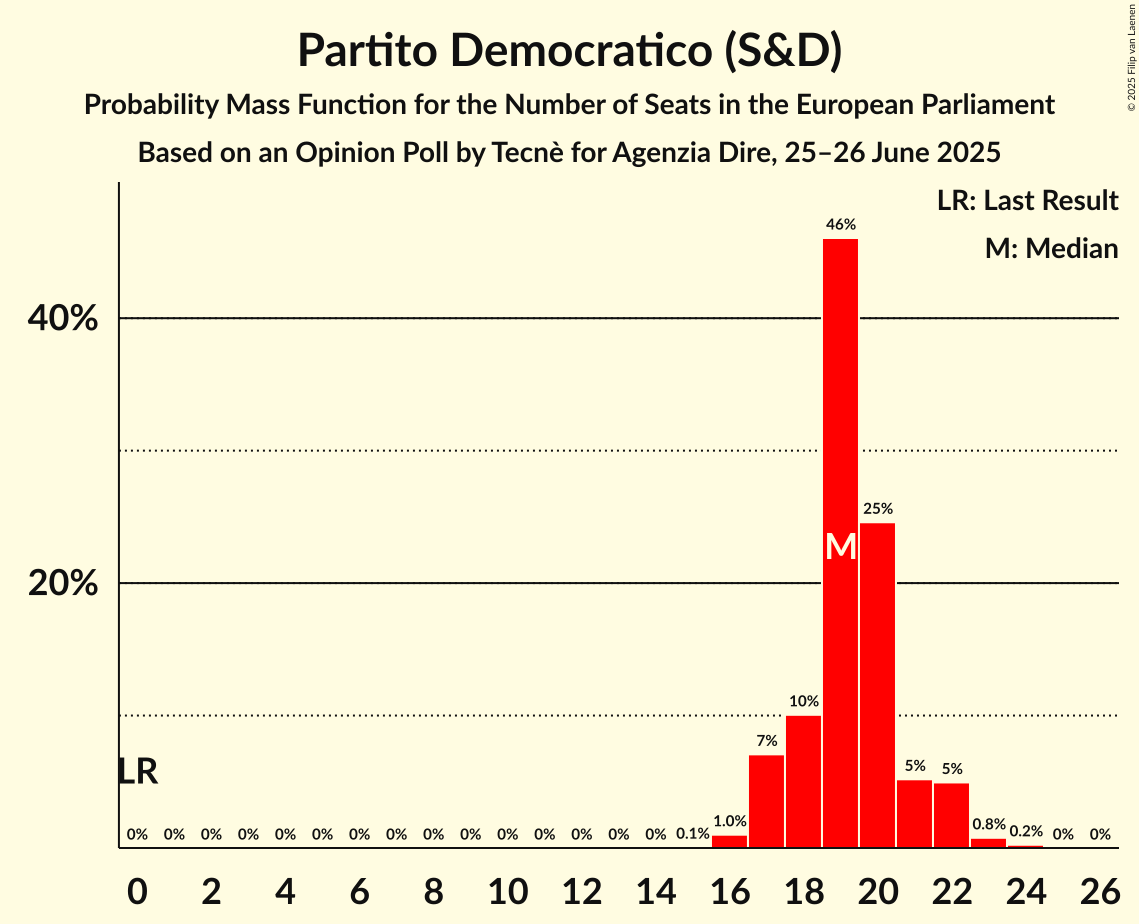 Partito Democratico (S&D)
Probability Mass Function for the Number of Seats in the European Parliament
Based on an Opinion Poll by Tecnè for Agenzia Dire, 25–26 June 2025
© 2025 Filip van Laenen
LR: Last Result
M: Median
46%
40%
25%
M
20%
10%
7%
5% 5%
LR
0% 0% 0% 0% 0% 0% 0% 0% 0% 0% 0% 0% 0% 0% 0% 0.1% 1.0% 0.8% 0.2% 0% 0%
0 2 4 6 8 10 12 14 16 18 20 22 24 26